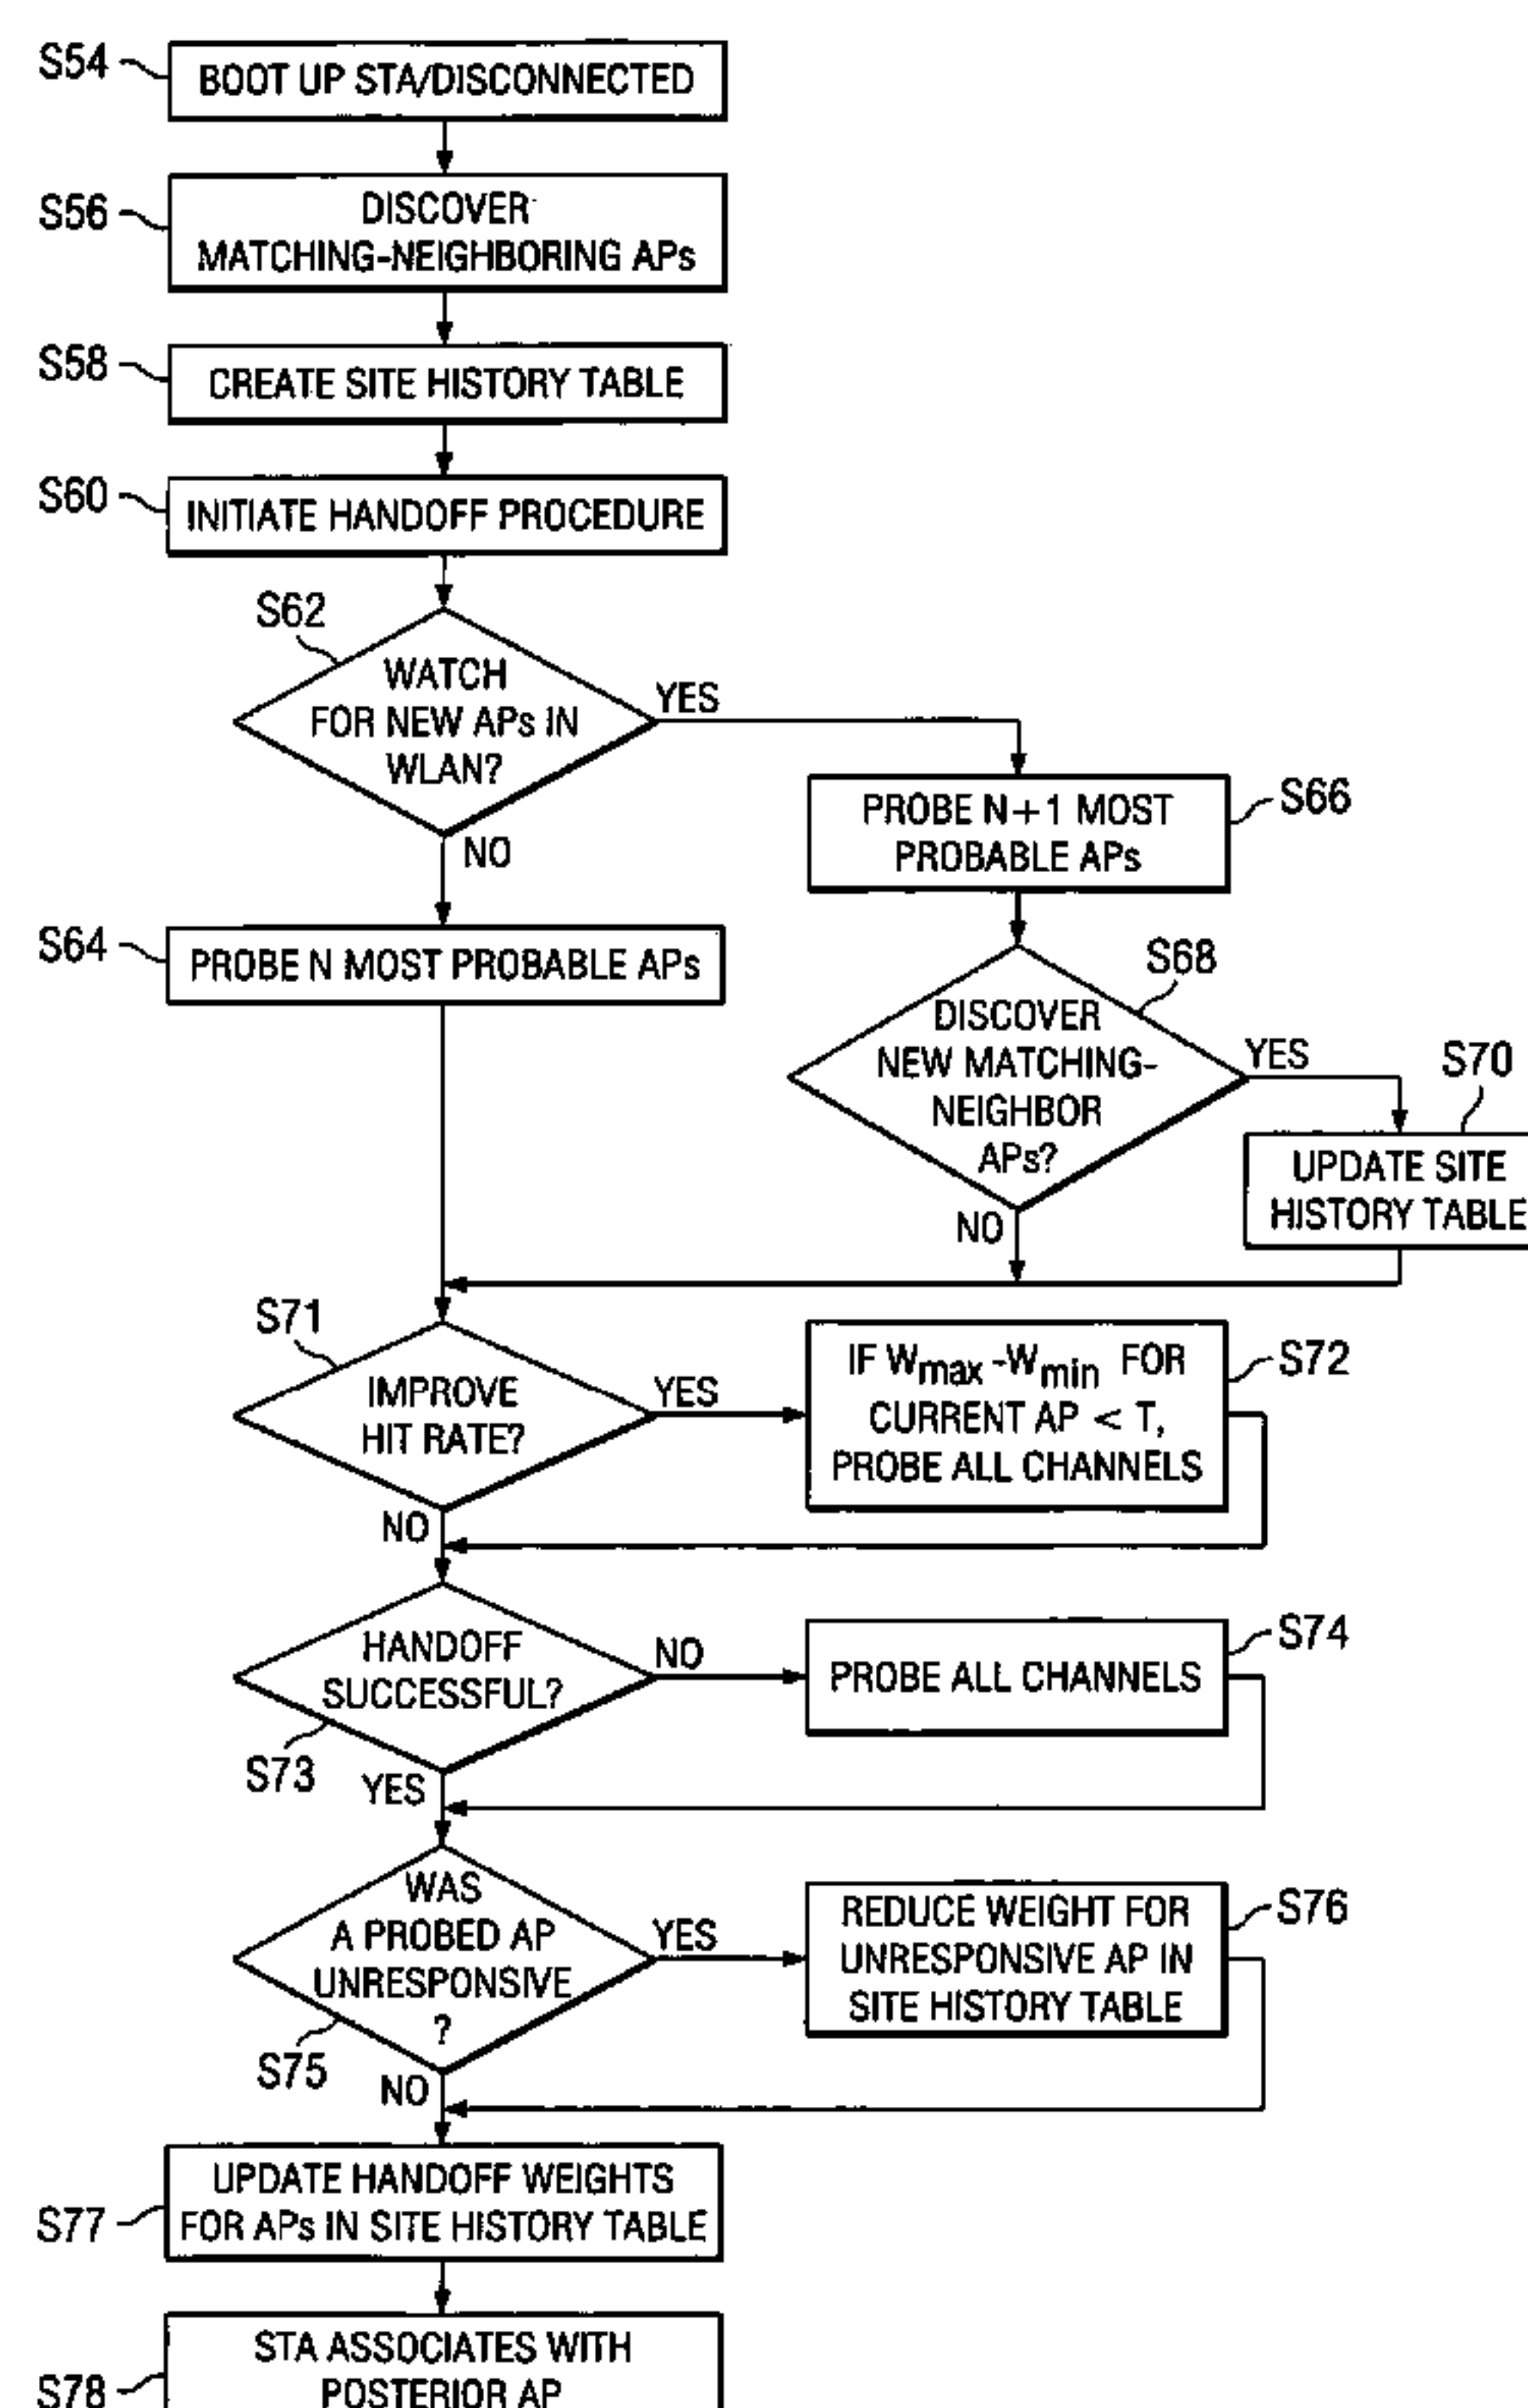 S54
BOOT UP STA/DISCONNECTED
S56
DISCOVER
MATCHING-NEIGHBORING APs
S58
CREATE SITE HISTORY TABLE
S60
INITIATE HANDOFF PROCEDURE
S62
WATCH
FOR NEW APs IN
WLAN?
YES
NO
PROBE N+1 MOST
PROBABLE APs
S66
S64
PROBE N MOST PROBABLE APs
S68
DISCOVER
NEW MATCHING-
NEIGHBOR
APs?
YES
NO
S70
UPDATE SITE
HISTORY TABLE
S71
IMPROVE
HIT RATE?
YES
NO
IF Wmax -Wmin FOR
CURRENT AP < T,
PROBE ALL CHANNELS
S72
HANDOFF
SUCCESSFUL?
NO
S73
YES
PROBE ALL CHANNELS
S74
WAS
A PROBED AP
UNRESPONSIVE
?
YES
S75
NO
REDUCE WEIGHT FOR
UNRESPONSIVE AP IN
SITE HISTORY TABLE
S76
UPDATE HANDOFF WEIGHTS
FOR APs IN SITE HISTORY TABLE
S77
STA ASSOCIATES WITH
POSTERIOR AP
S78